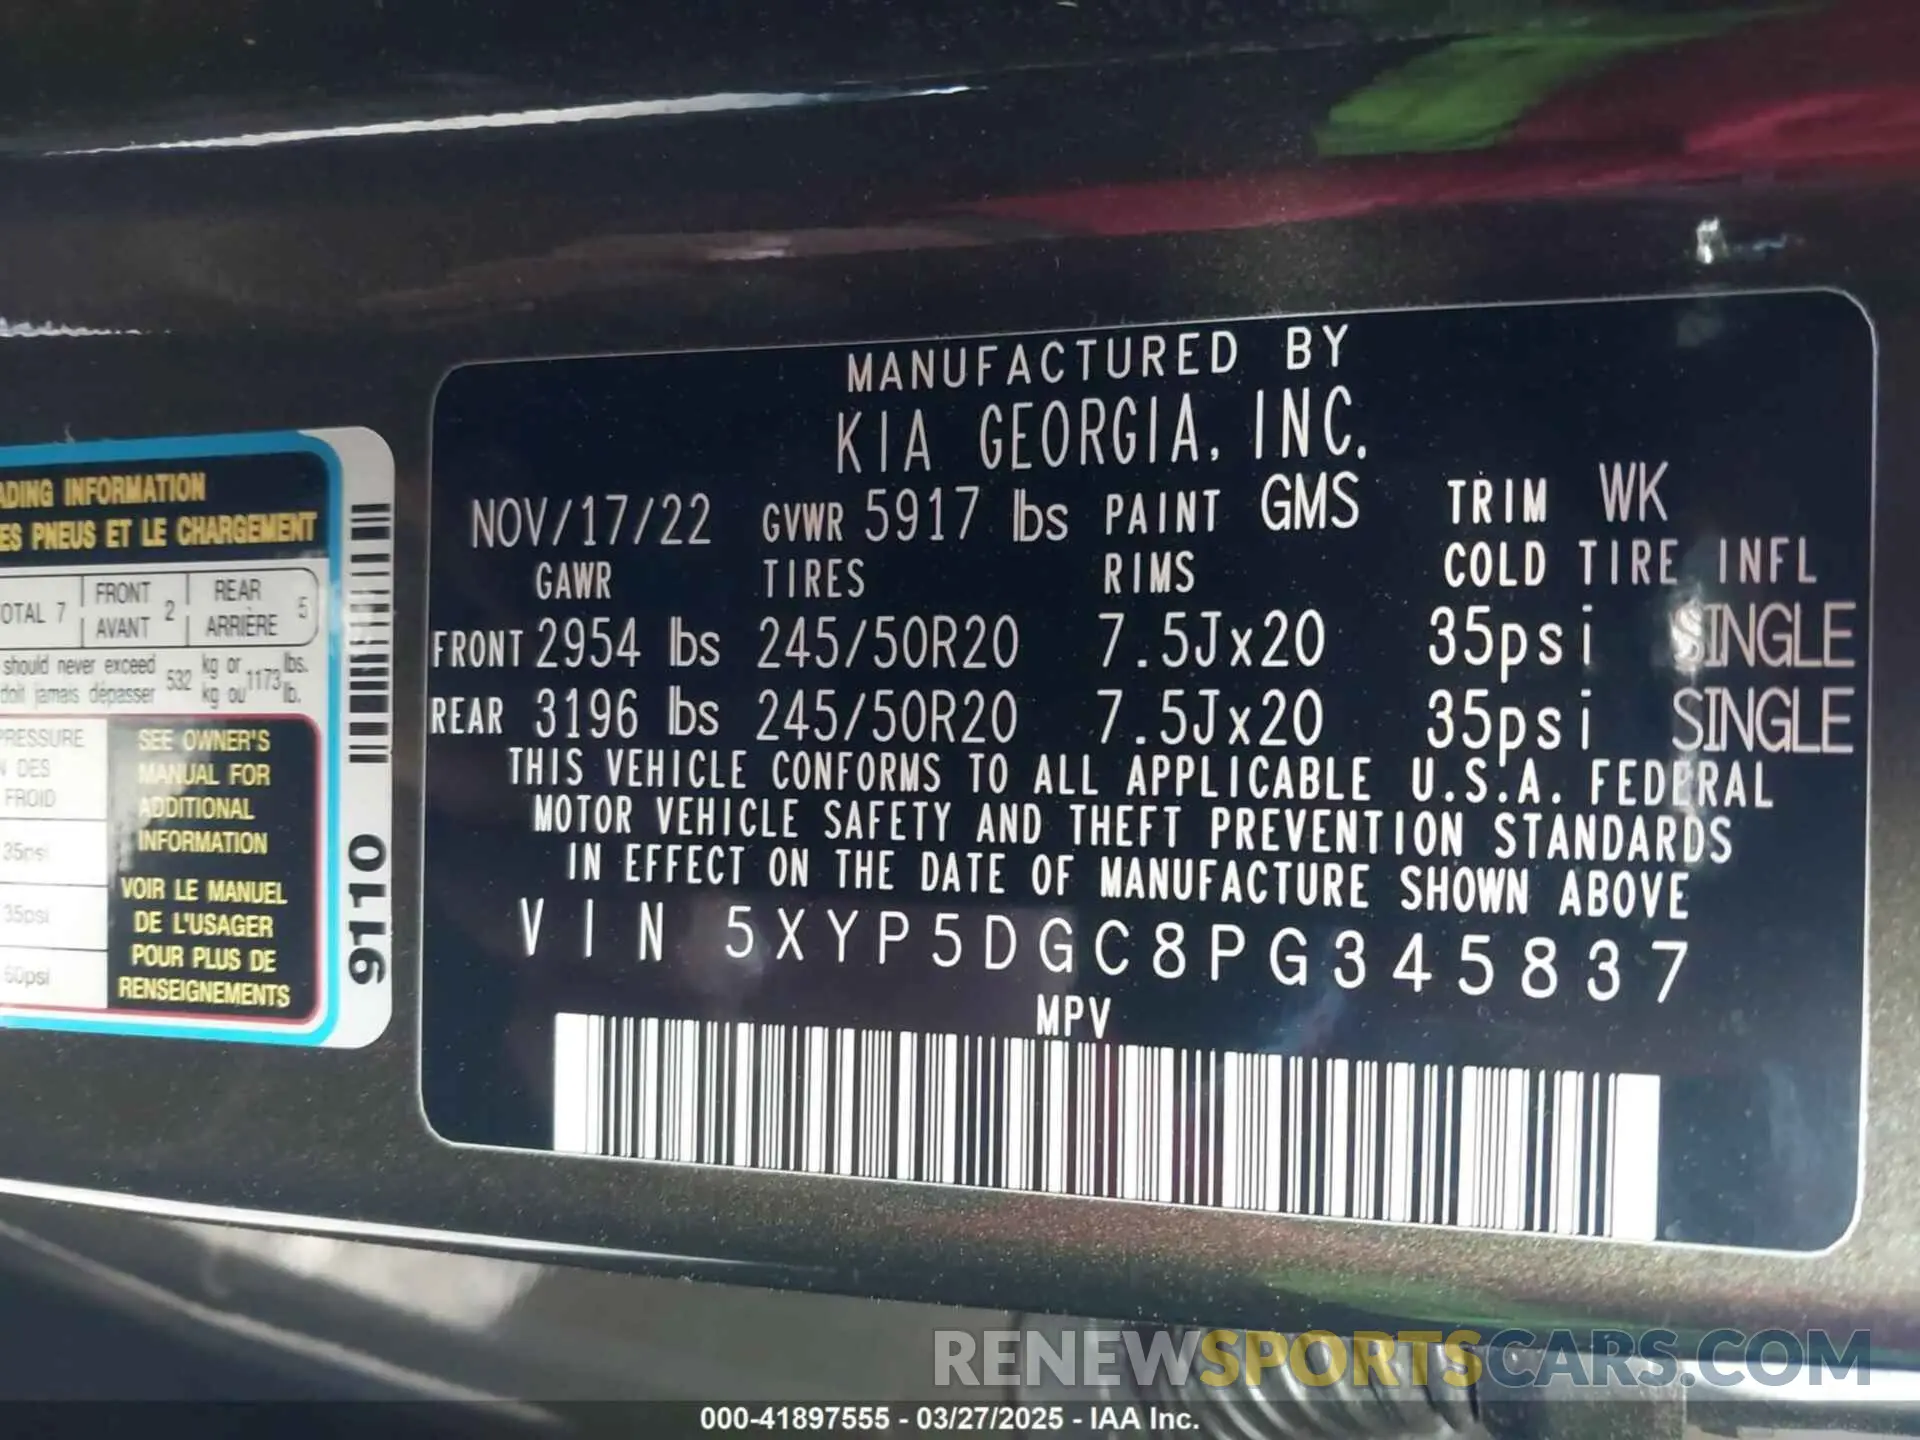 ADING INFORMATION
ES PNEUS ET LE CHARGEMENT
OTAL 7 FRONT AVANT 2 REAR ARRIÈRE 5
should never exceed 532 kg or 1173 lbs.
doit jamais dépasser kg ou lb.
PRESSURE
N DES
FROID
35psi
35psi
60psi
SEE OWNER'S
MANUAL FOR
ADDITIONAL
INFORMATION
VOIR LE MANUEL
DE L'USAGER
POUR PLUS DE
RENSEIGNEMENTS
9110
MANUFACTURED BY
KIA GEORGIA, INC.
NOV/17/22 GVWR 5917 lbs PAINT GMS TRIM WK
GAWR TIRES RIMS COLD TIRE INFL
FRONT 2954 lbs 245/50R20 7.5Jx20 35psi SINGLE
REAR 3196 lbs 245/50R20 7.5Jx20 35psi SINGLE
THIS VEHICLE CONFORMS TO ALL APPLICABLE U.S.A. FEDERAL
MOTOR VEHICLE SAFETY AND THEFT PREVENTION STANDARDS
IN EFFECT ON THE DATE OF MANUFACTURE SHOWN ABOVE
VIN 5XYP5DGC8PG345837
MPV
RENEWSPORTSCARS.COM
000-41897555 - 03/27/2025 - IAA Inc.